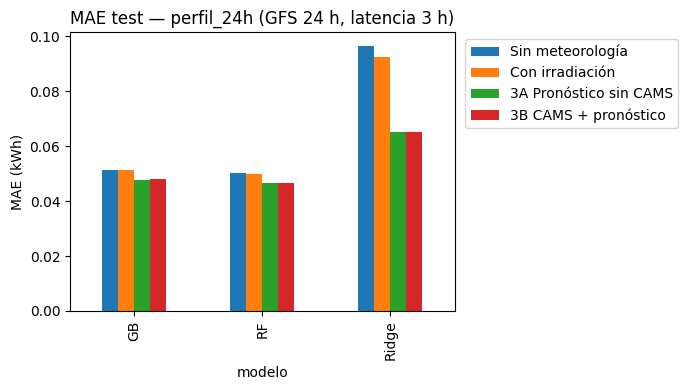 MAE test — perfil_24h (GFS 24 h, latencia 3 h)
MAE (kWh)
0.10
0.08
0.06
0.04
0.02
0.00
GB
RF
Ridge
modelo
Sin meteorología
Con irradiación
3A Pronóstico sin CAMS
3B CAMS + pronóstico